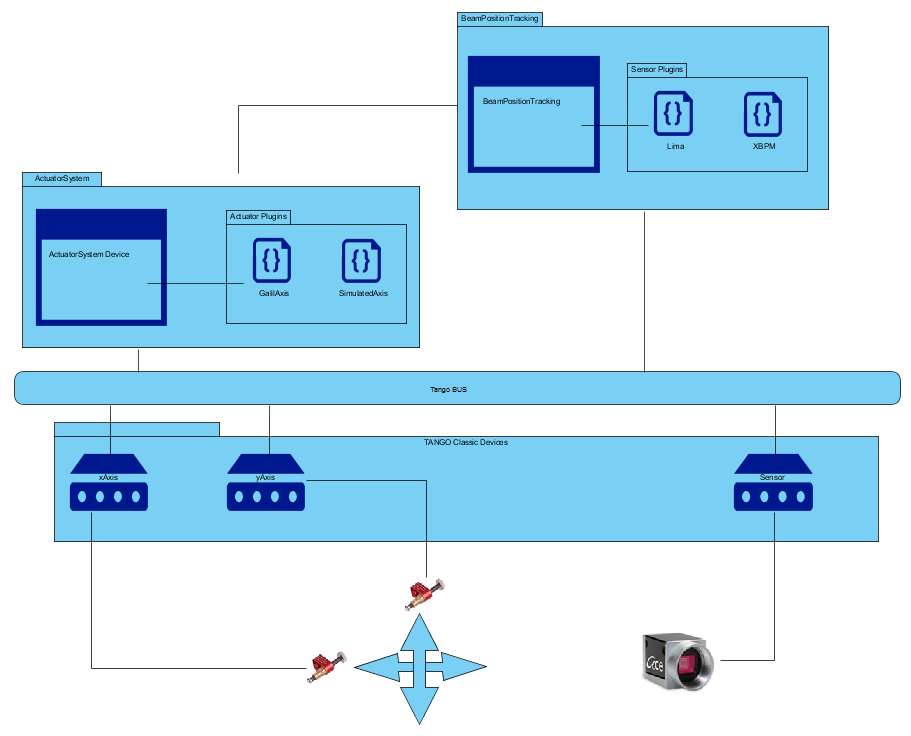 BeamPositionTracking
Sensor Plugins
BeamPositionTracking
Lima
XBPM
ActuatorSystem
Actuator Plugins
ActuatorSystem Device
GalilAxis
SimulatedAxis
Tango BUS
TANGO Classic Devices
xAxis
yAxis
Sensor